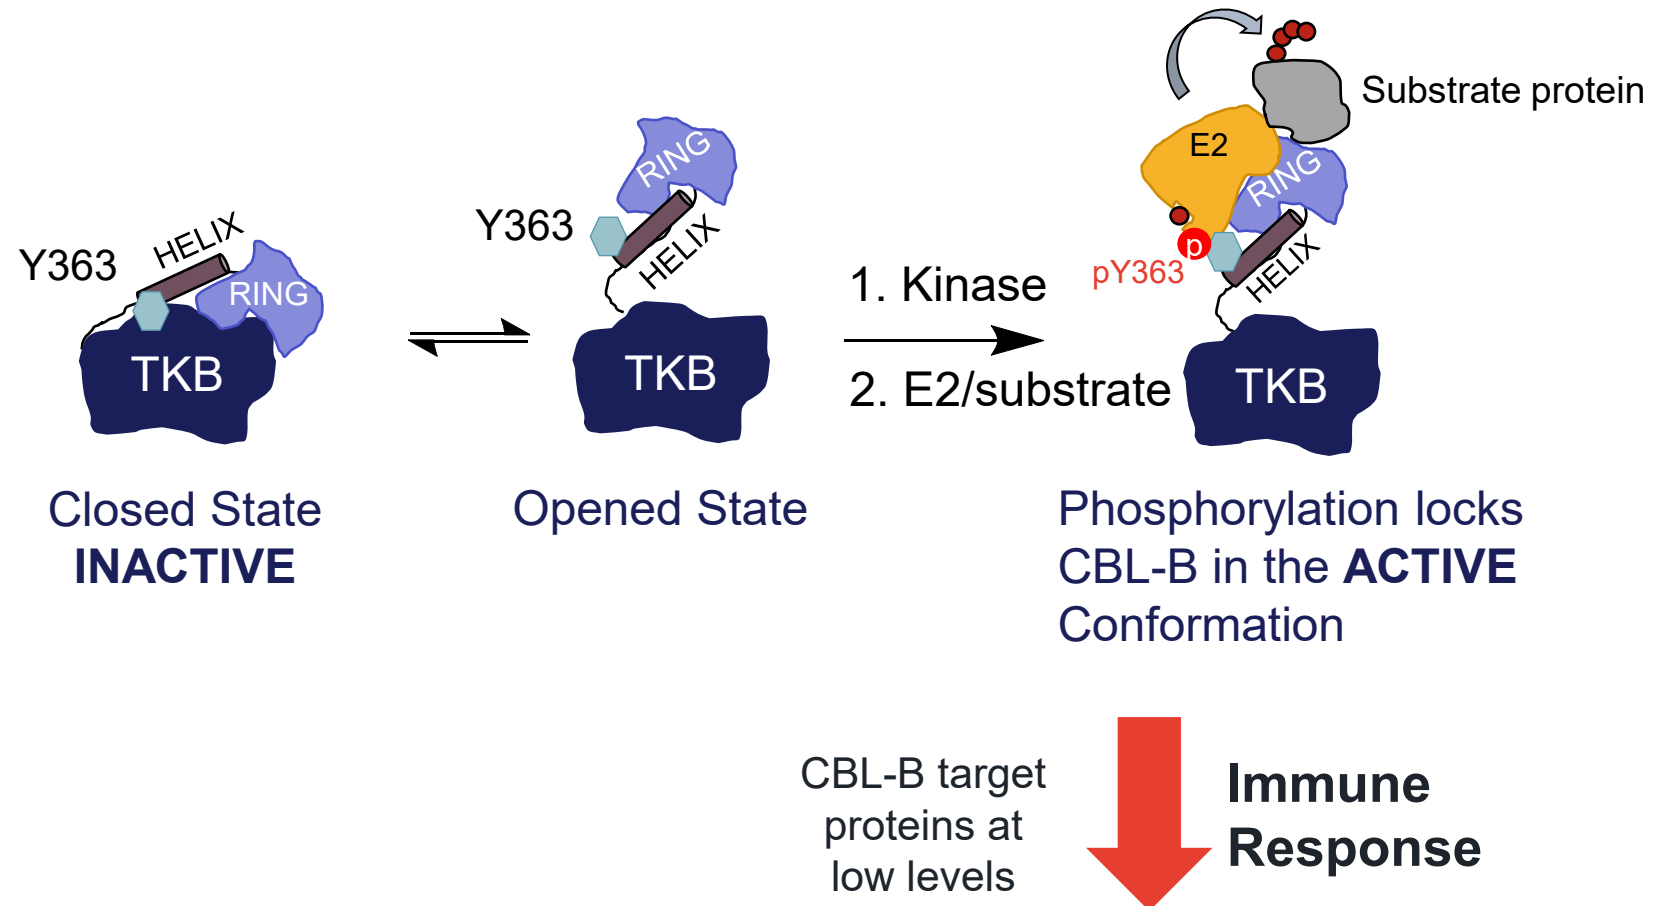 Y363
HELIX
RING
TKB
Closed State
INACTIVE
Y363
RING
HELIX
TKB
Opened State
1. Kinase
2. E2/substrate
Substrate protein
E2
RING
p
pY363
HELIX
TKB
Phosphorylation locks
CBL-B in the ACTIVE
Conformation
CBL-B target
proteins at
low levels
Immune
Response